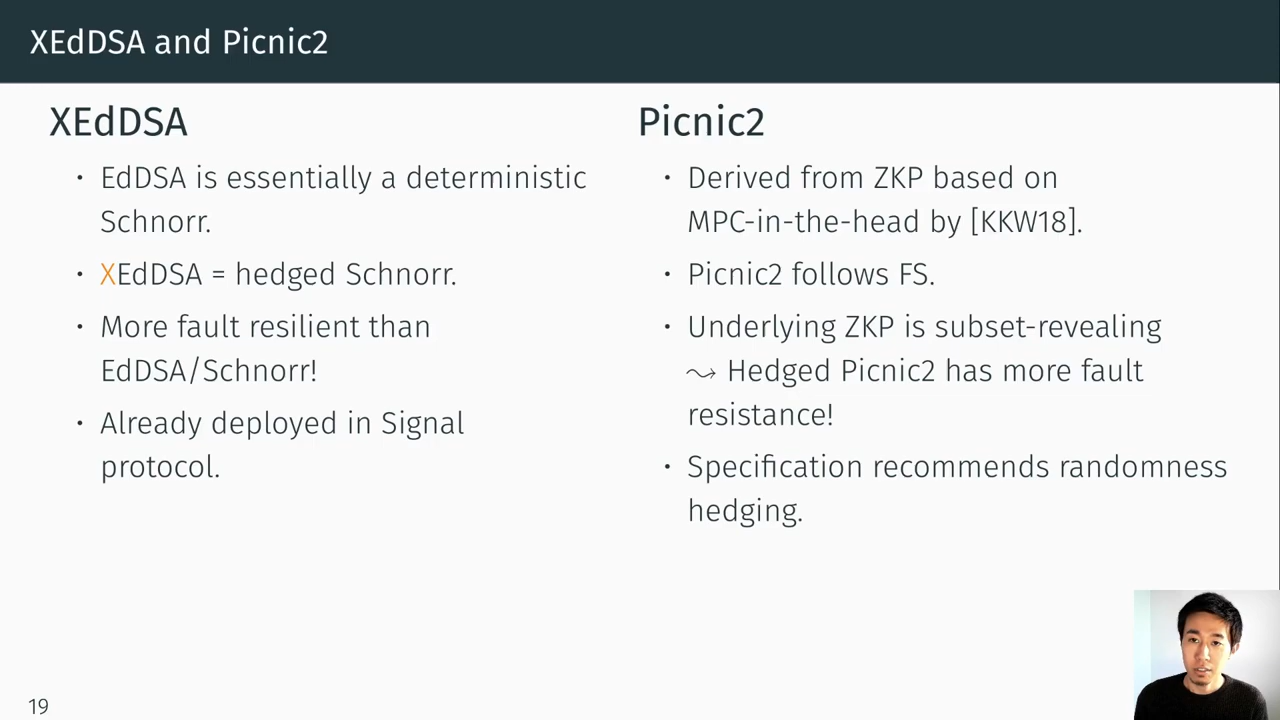 XEdDSA and Picnic2
XEdDSA
· EdDSA is essentially a deterministic
Schnorr.
· XEdDSA = hedged Schnorr.
· More fault resilient than
EdDSA/Schnorr!
· Already deployed in Signal
protocol.
Picnic2
· Derived from ZKP based on
MPC-in-the-head by [KKW18].
· Picnic2 follows FS.
· Underlying ZKP is subset-revealing
⤳ Hedged Picnic2 has more fault
resistance!
· Specification recommends randomness
hedging.
19